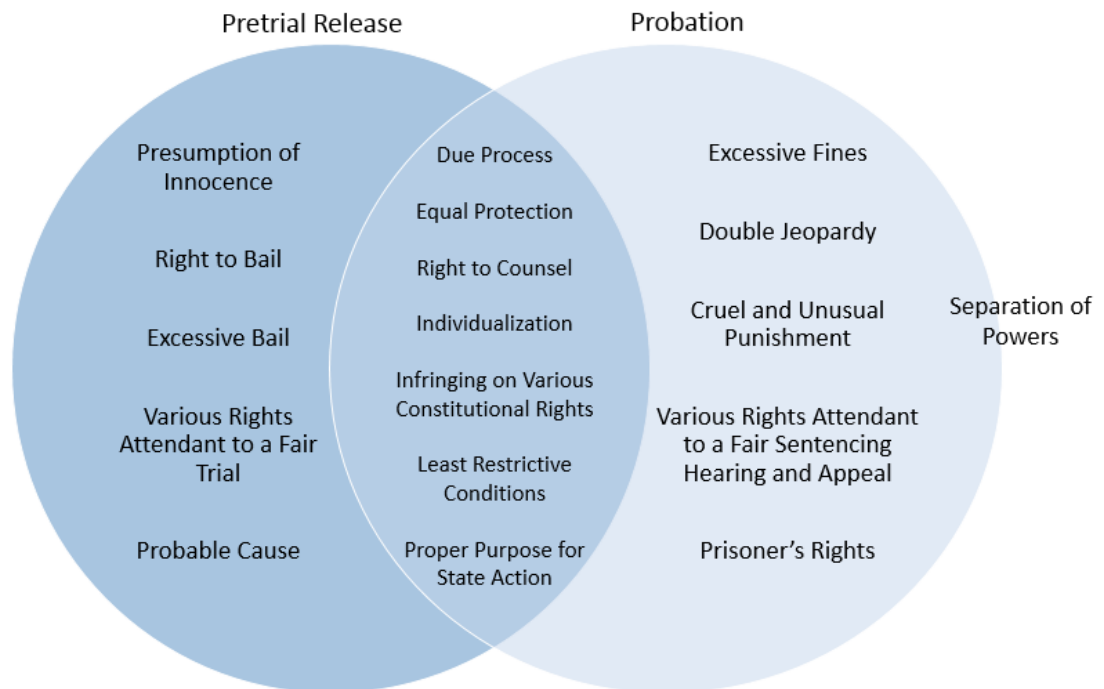 Pretrial Release
Probation
Presumption of
Innocence
Right to Bail
Excessive Bail
Various Rights
Attendant to a Fair
Trial
Probable Cause
Due Process
Equal Protection
Right to Counsel
Individualization
Infringing on Various
Constitutional Rights
Least Restrictive
Conditions
Proper Purpose for
State Action
Excessive Fines
Double Jeopardy
Cruel and Unusual
Punishment
Various Rights Attendant
to a Fair Sentencing
Hearing and Appeal
Prisoner’s Rights
Separation of
Powers